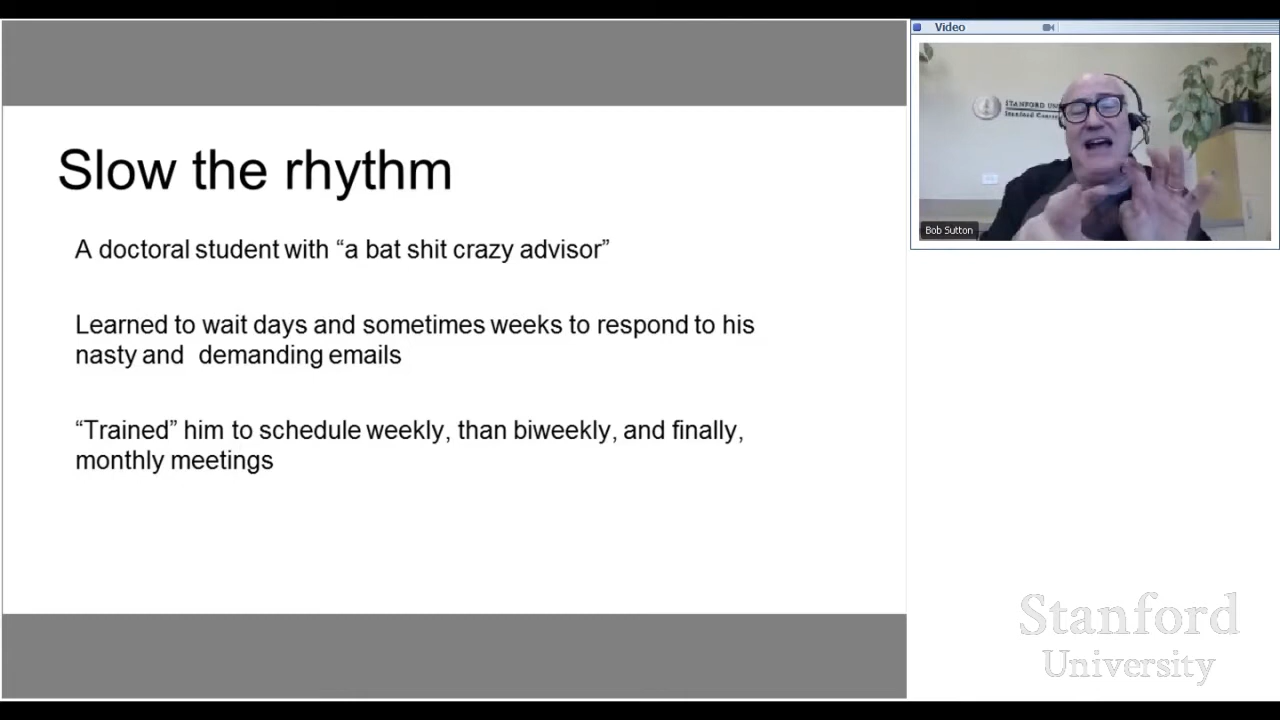 Slow the rhythm
A doctoral student with “a bat shit crazy advisor”
Learned to wait days and sometimes weeks to respond to his
nasty and demanding emails
“Trained” him to schedule weekly, than biweekly, and finally,
monthly meetings
Video
STANFORD
Stanford
Bob Sutton
Stanford
University